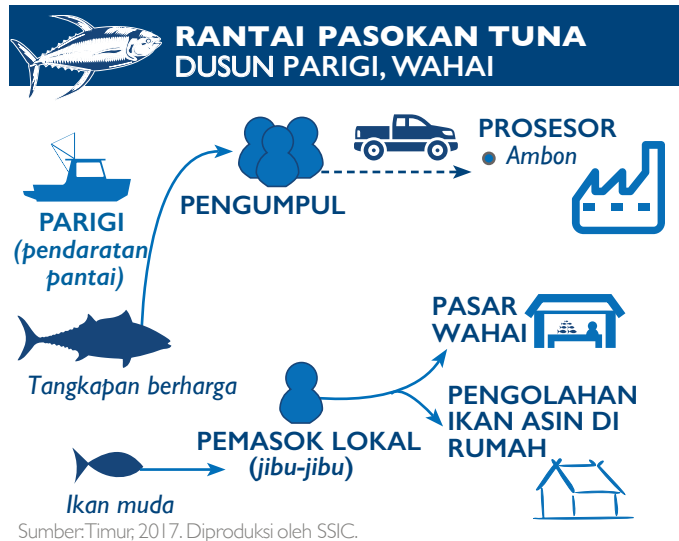 RANTAI PASOKAN TUNA
DUSUN PARIGI, WAHAI
PROSESOR
Ambon
PENGUMPUL
PARIGI
(pendaratan
pantai)
Tangkapan berharga
PASAR
WAHAI
PENGOLAHAN
IKAN ASIN DI
RUMAH
PEMASOK LOKAL
(jibu-jibu)
Ikan muda
Sumber: Timur, 2017. Diproduksi oleh SSIC.